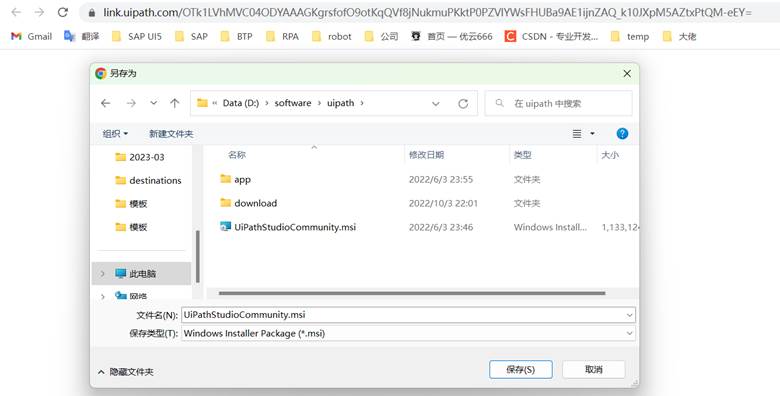 link.uipath.com/OTk1LVhMVC04ODYAAAGKgrsfofO9otKqQVf8jNukmuPKktP0PZVlYWsFHUBa9AE1ijnZAQ_k10JXpM5AZtxPtQM-eEY=
Gmail 翻译 SAP UI5 SAP BTP RPA robot 公司 首页 — 优云666 CSDN - 专业开发... temp 大佬
另存为
« Data (D:) › software › uipath ›
在 uipath 中搜索
组织 新建文件夹
名称 修改日期 类型 大小
2023-03
destinations
模板
模板
此电脑
网络
app 2022/6/3 23:55 文件夹
download 2022/10/3 22:01 文件夹
UiPathStudioCommunity.msi 2022/6/3 23:46 Windows Install... 1,133,124
文件名(N): UiPathStudioCommunity.msi
保存类型(T): Windows Installer Package (*.msi)
隐藏文件夹 保存(S) 取消